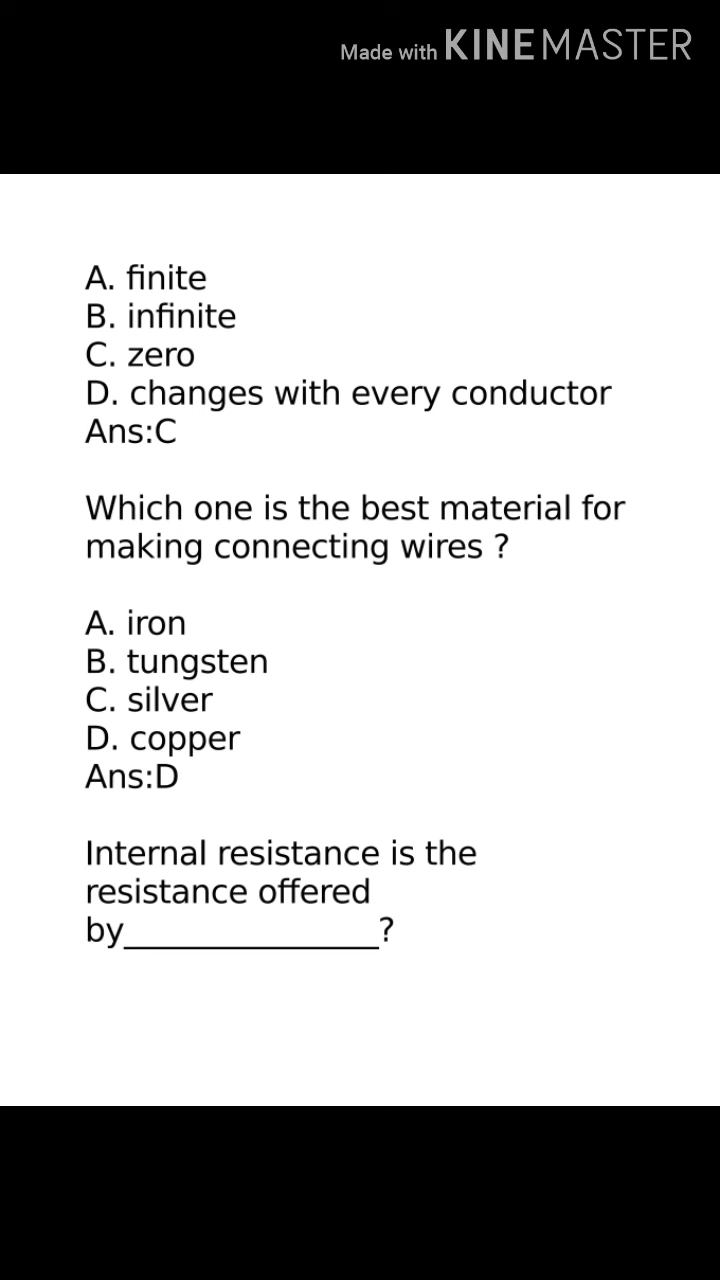 Made with KINEMASTER
A. finite
B. infinite
C. zero
D. changes with every conductor
Ans:C
Which one is the best material for
making connecting wires ?
A. iron
B. tungsten
C. silver
D. copper
Ans:D
Internal resistance is the
resistance offered
by_______________?